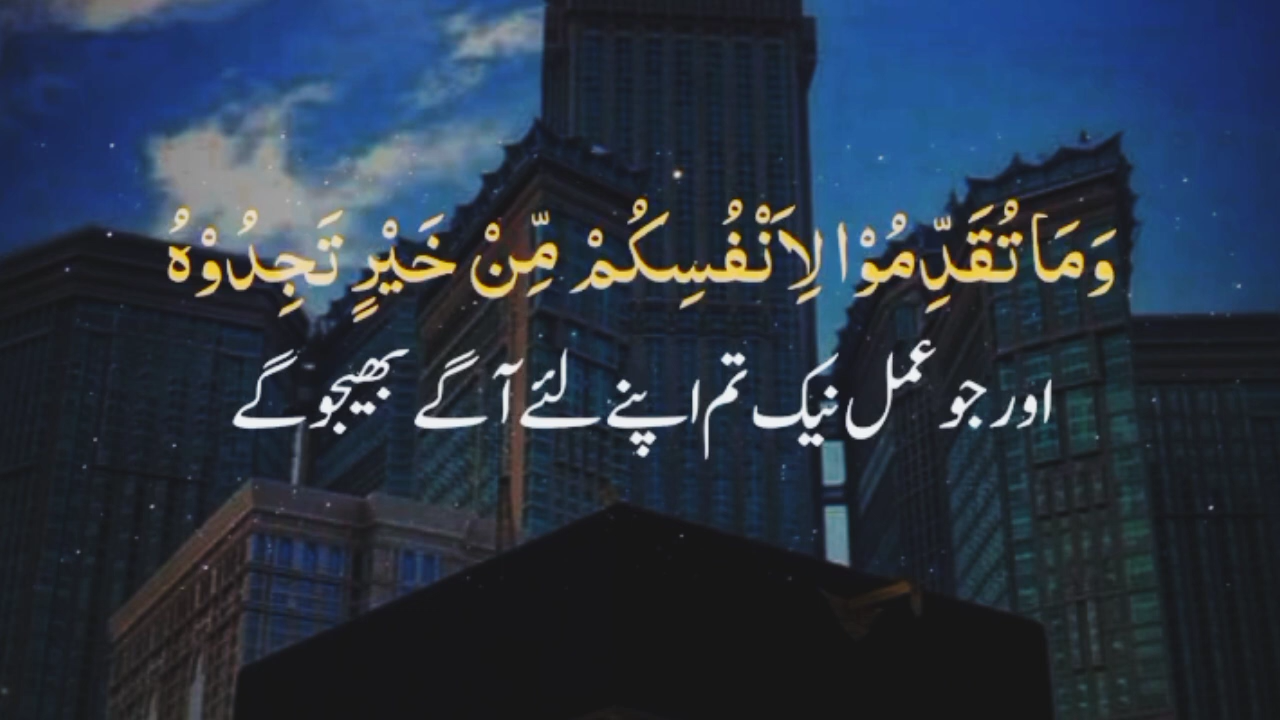 وَمَا تُقَدِّمُوْا لِاَنْفُسِكُمْ مِّنْ خَيْرٍ تَجِدُوْهُ
اور جو عمل نیک تم اپنے لئے آگے بھیجو گے